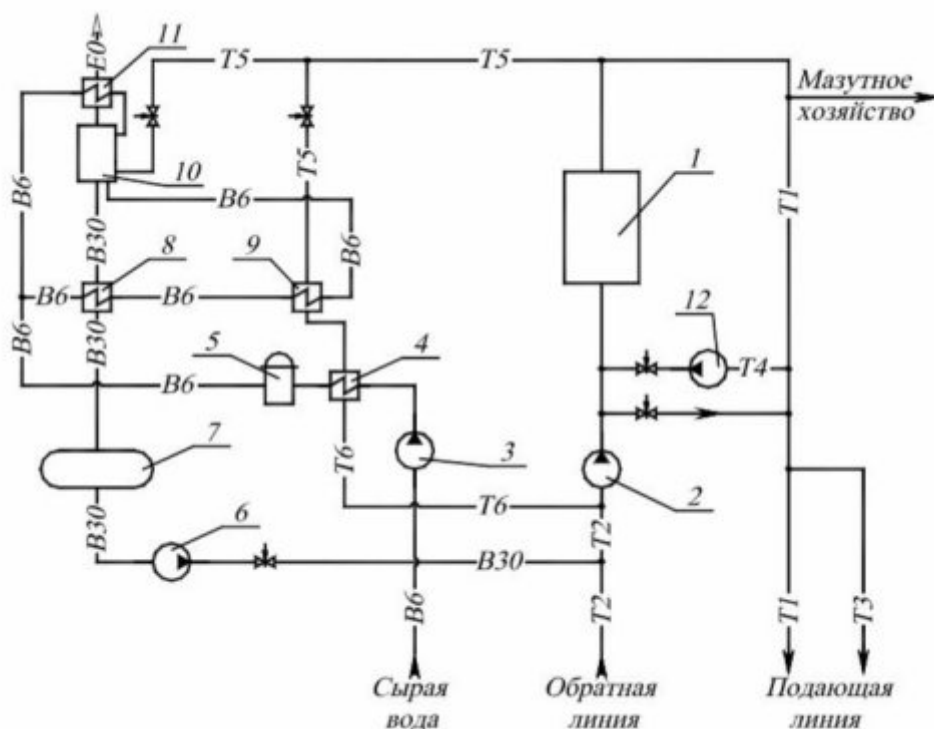 E0
11
T5
T5
Мазутное
хозяйство
10
T5
1
B6
B6
T1
B30
8
9
B6
12
B6
B6
B30
5
4
T4
B6
B6
7
T6
3
2
B30
6
T6
T2
B30
B6
T2
T1
T3
Сырая
вода
Обратная
линия
Подающая
линия